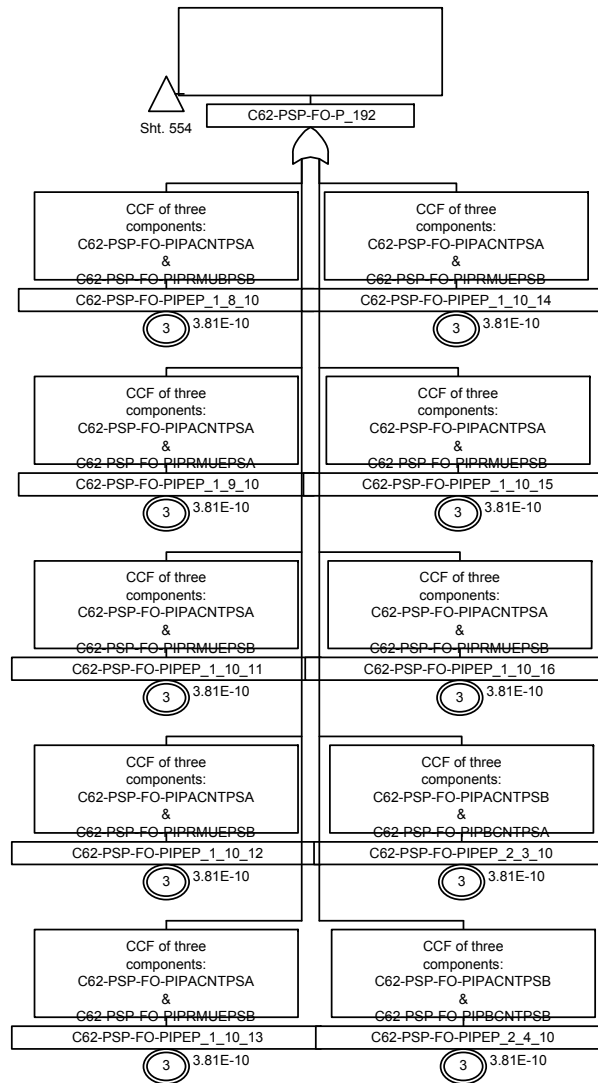 Sht. 554
C62-PSP-FO-P_192
CCF of three
components:
C62-PSP-FO-PIPACNTPSA
&
C62-PSP-FO-PIPRMUBPSB
C62-PSP-FO-PIPEP_1_8_10
3
3.81E-10
CCF of three
components:
C62-PSP-FO-PIPACNTPSA
&
C62-PSP-FO-PIPRMUEPSB
C62-PSP-FO-PIPEP_1_10_14
3
3.81E-10
CCF of three
components:
C62-PSP-FO-PIPACNTPSA
&
C62-PSP-FO-PIPRMUEPSA
C62-PSP-FO-PIPEP_1_9_10
3
3.81E-10
CCF of three
components:
C62-PSP-FO-PIPACNTPSA
&
C62-PSP-FO-PIPRMUEPSB
C62-PSP-FO-PIPEP_1_10_15
3
3.81E-10
CCF of three
components:
C62-PSP-FO-PIPACNTPSA
&
C62-PSP-FO-PIPRMUEPSB
C62-PSP-FO-PIPEP_1_10_11
3
3.81E-10
CCF of three
components:
C62-PSP-FO-PIPACNTPSA
&
C62-PSP-FO-PIPRMUEPSB
C62-PSP-FO-PIPEP_1_10_16
3
3.81E-10
CCF of three
components:
C62-PSP-FO-PIPACNTPSA
&
C62-PSP-FO-PIPRMUEPSB
C62-PSP-FO-PIPEP_1_10_12
3
3.81E-10
CCF of three
components:
C62-PSP-FO-PIPACNTPSB
&
C62-PSP-FO-PIPBCNTPSA
C62-PSP-FO-PIPEP_2_3_10
3
3.81E-10
CCF of three
components:
C62-PSP-FO-PIPACNTPSA
&
C62-PSP-FO-PIPRMUEPSB
C62-PSP-FO-PIPEP_1_10_13
3
3.81E-10
CCF of three
components:
C62-PSP-FO-PIPACNTPSB
&
C62-PSP-FO-PIPBCNTPSB
C62-PSP-FO-PIPEP_2_4_10
3
3.81E-10